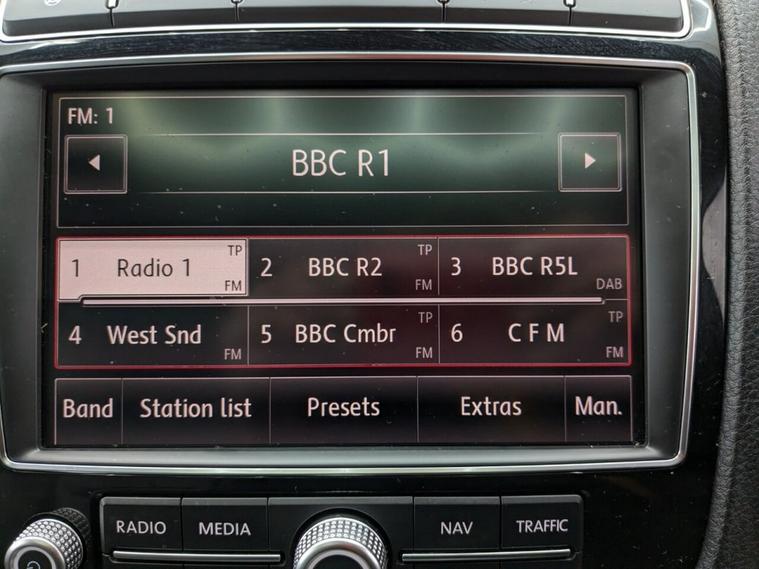 FM: 1
BBC R1
1 Radio 1 TP FM
2 BBC R2 TP FM
3 BBC R5L DAB
4 West Snd FM
5 BBC Cmbr TP FM
6 C F M TP FM
Band Station list Presets Extras Man.
RADIO MEDIA NAV TRAFFIC